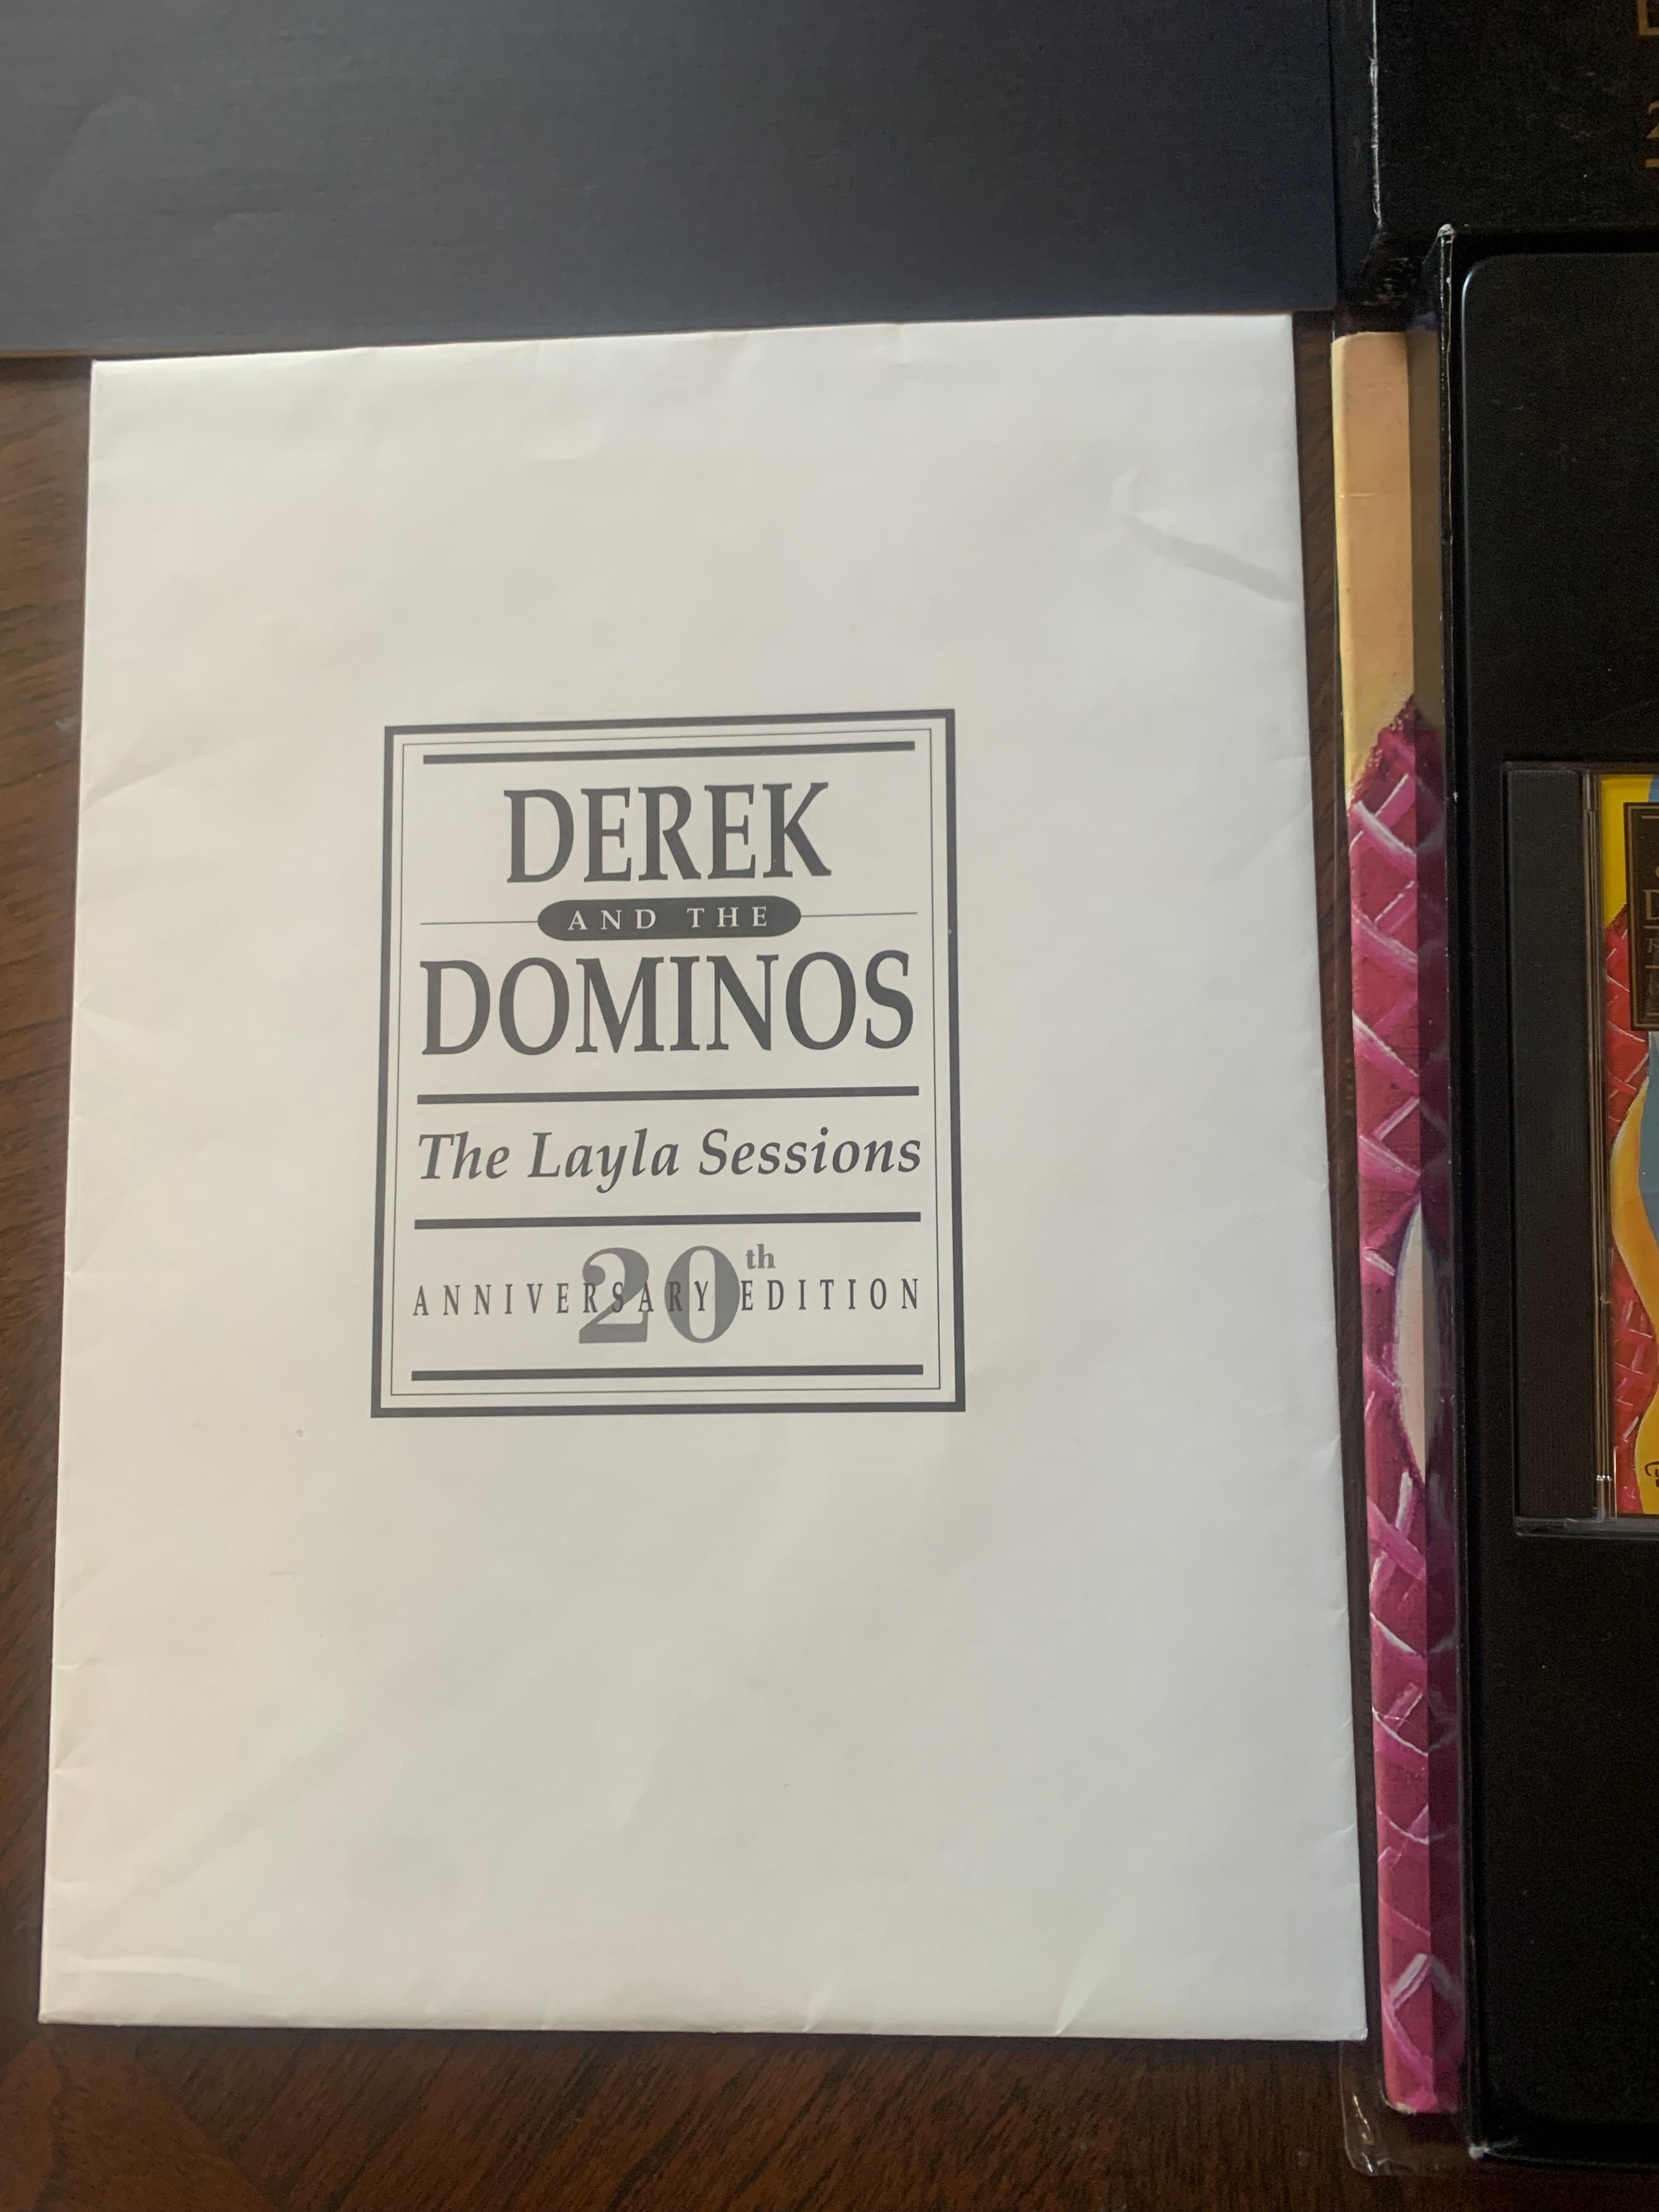 DEREK
AND THE
DOMINOS
The Layla Sessions
20th
ANNIVERSARY EDITION